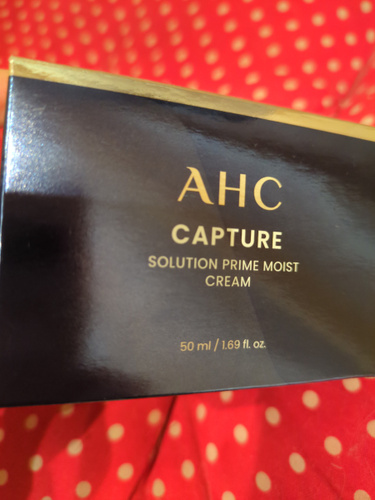 AHC
CAPTURE
SOLUTION PRIME MOIST
CREAM
50 ml / 1.69 fl. oz.